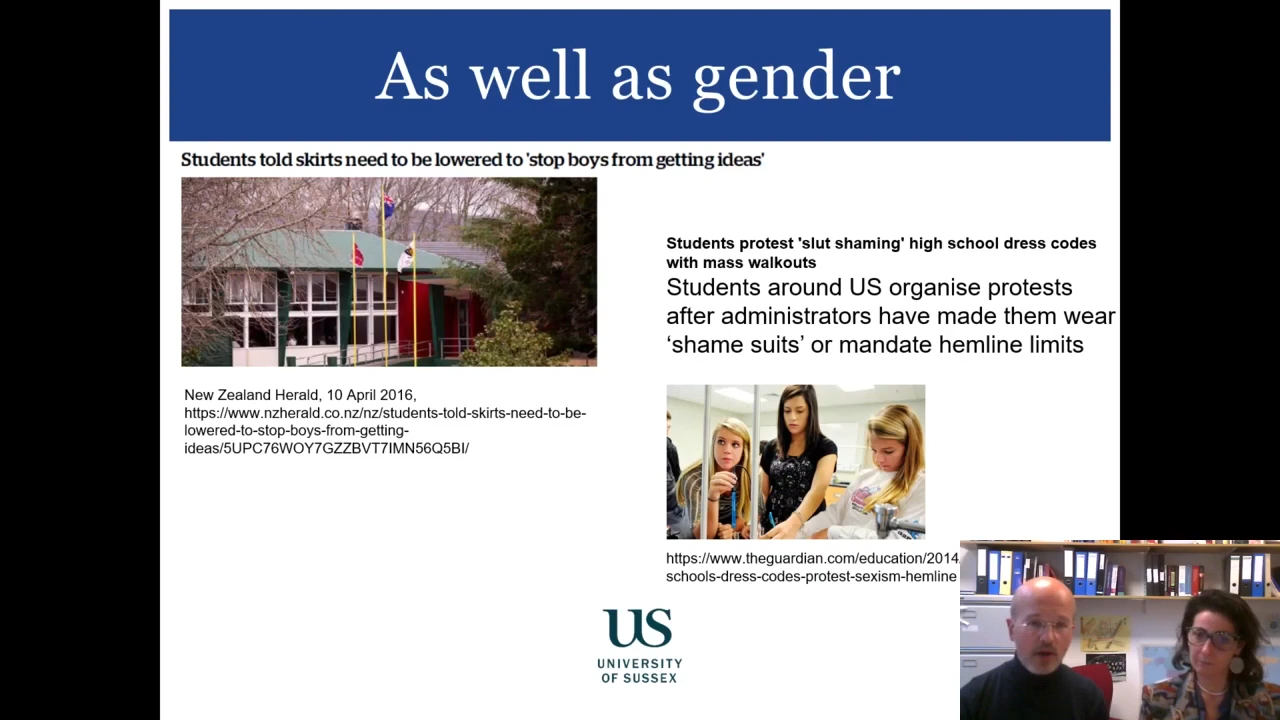 As well as gender
Students told skirts need to be lowered to 'stop boys from getting ideas'
New Zealand Herald, 10 April 2016,
https://www.nzherald.co.nz/nz/students-told-skirts-need-to-be-
lowered-to-stop-boys-from-getting-
ideas/5UPC76WOY7GZZBVT7IMN56Q5BI/
Students protest 'slut shaming' high school dress codes
with mass walkouts
Students around US organise protests
after administrators have made them wear
‘shame suits’ or mandate hemline limits
https://www.theguardian.com/education/2014
schools-dress-codes-protest-sexism-hemline
US
UNIVERSITY
OF SUSSEX